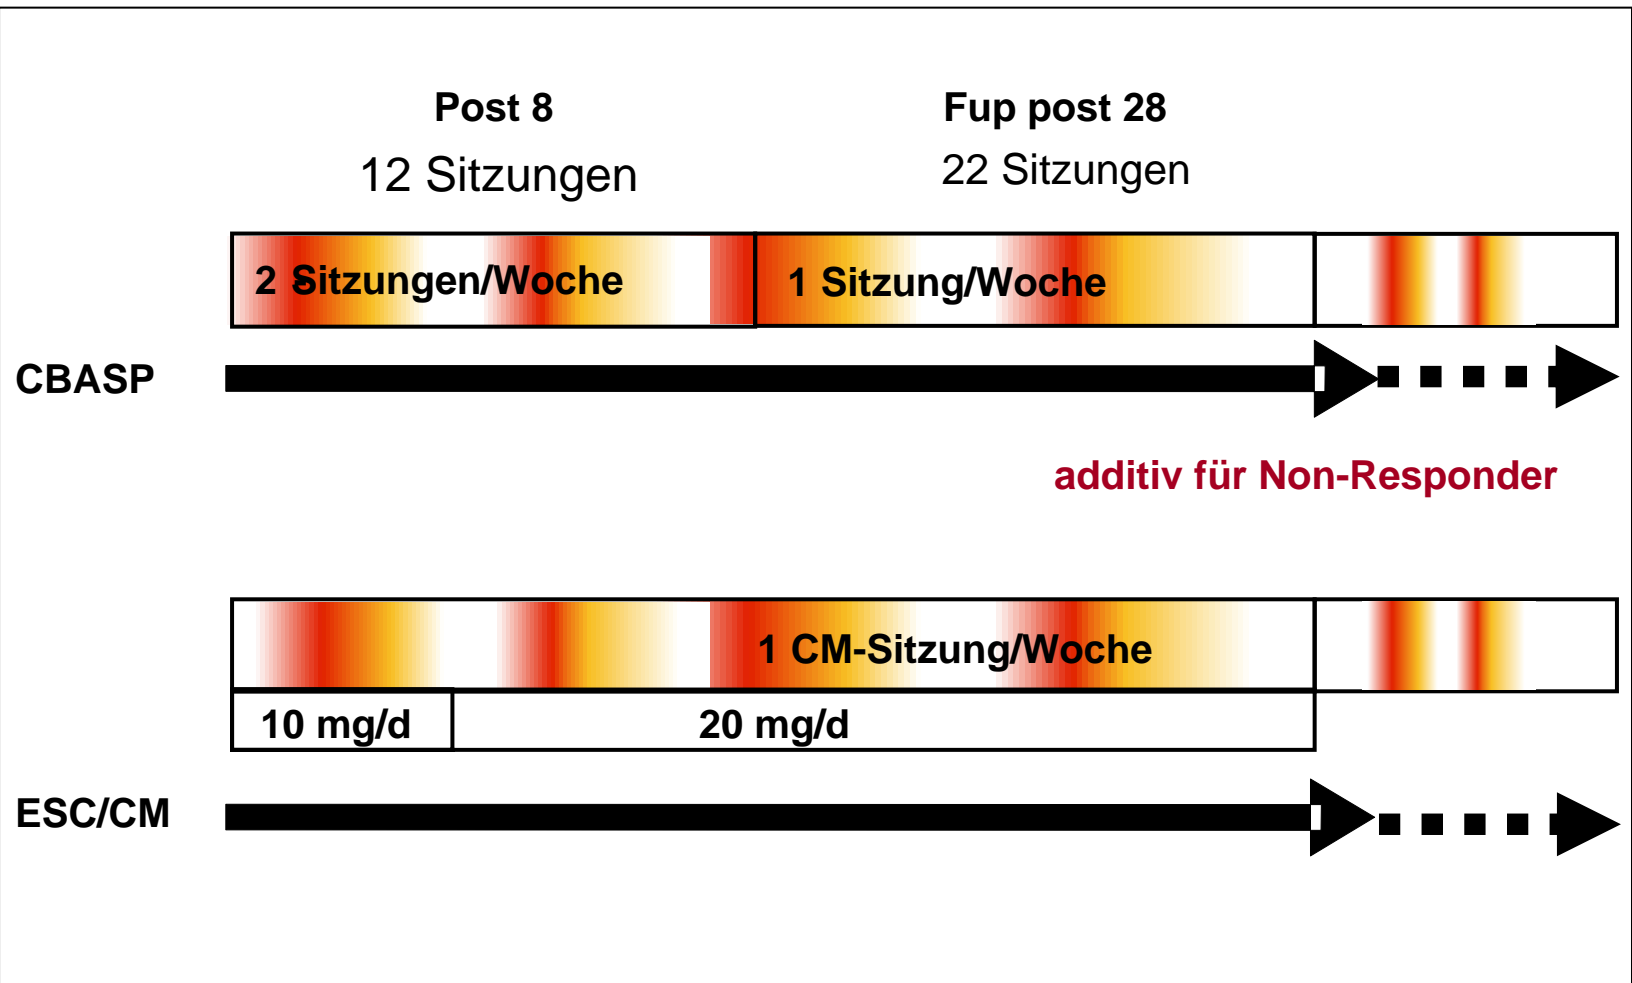 Post 8
Fup post 28
12 Sitzungen
22 Sitzungen
2 Sitzungen/Woche
1 Sitzung/Woche
CBASP
additiv für Non-Responder
1 CM-Sitzung/Woche
10 mg/d
20 mg/d
ESC/CM